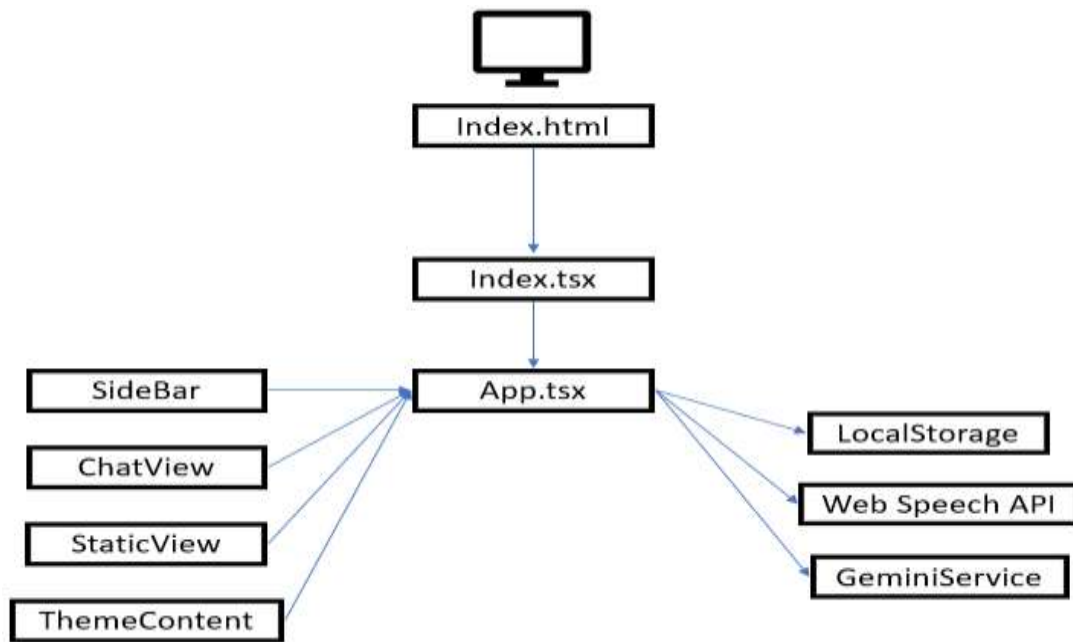 Index.html
Index.tsx
App.tsx
SideBar
ChatView
StaticView
ThemeContent
LocalStorage
Web Speech API
GeminiService